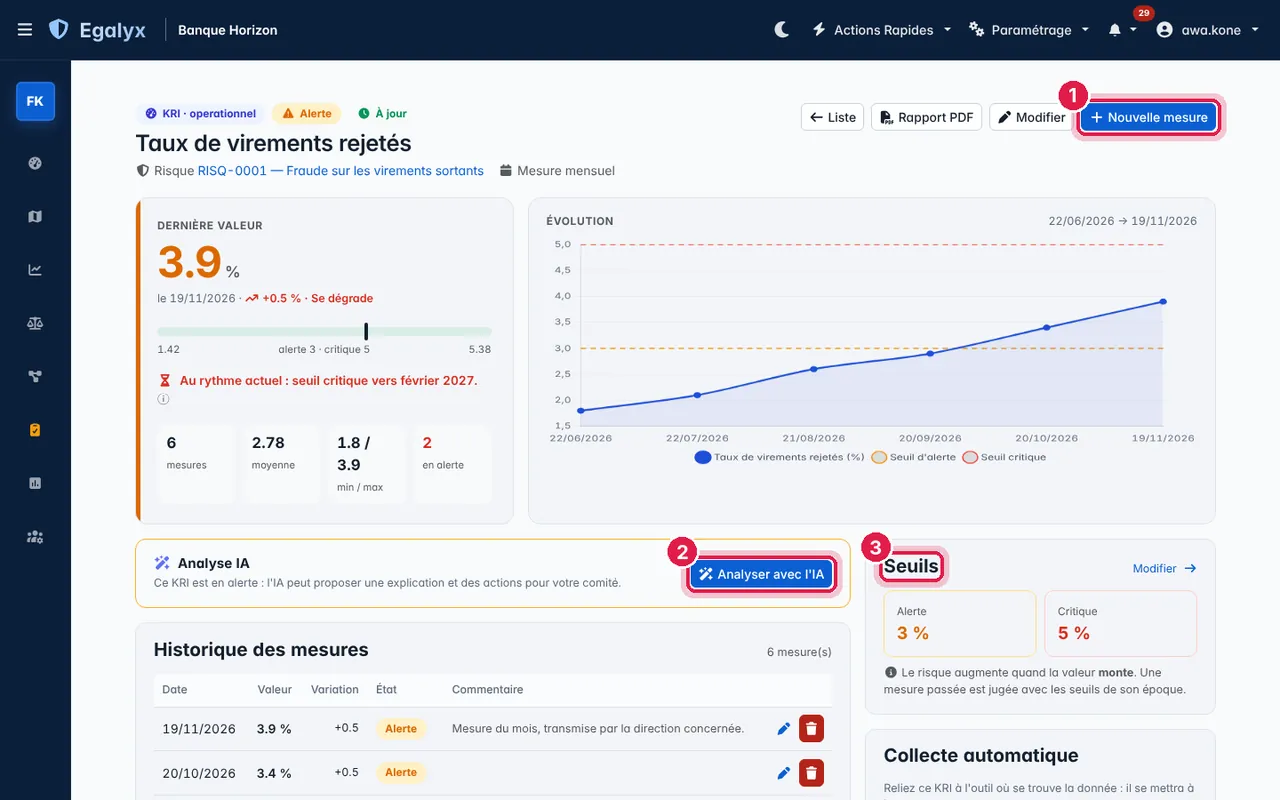 Egalyx
Banque Horizon
Actions Rapides
Paramétrage
29
awa.kone
FK
KRI · operationnel
Alerte
À jour
Taux de virements rejetés
Risque RISQ-0001 — Fraude sur les virements sortants
Mesure mensuel
← Liste
Rapport PDF
Modifier
1
+ Nouvelle mesure
DERNIÈRE VALEUR
3.9 %
le 19/11/2026 · +0.5 % · Se dégrade
1.42
alerte 3 · critique 5
5.38
Au rythme actuel : seuil critique vers février 2027.
6
mesures
2.78
moyenne
1.8 /
3.9
min / max
2
en alerte
ÉVOLUTION
22/06/2026 → 19/11/2026
5,0
4,5
4,0
3,5
3,0
2,5
2,0
1,5
22/06/2026
22/07/2026
21/08/2026
20/09/2026
20/10/2026
19/11/2026
Taux de virements rejetés (%)
Seuil d'alerte
Seuil critique
Analyse IA
Ce KRI est en alerte : l'IA peut proposer une explication et des actions pour votre comité.
2
Analyser avec l'IA
3
Seuils
Modifier →
Alerte
3 %
Critique
5 %
Le risque augmente quand la valeur monte. Une
mesure passée est jugée avec les seuils de son époque.
Historique des mesures
6 mesure(s)
Date
Valeur
Variation
État
Commentaire
19/11/2026
3.9 %
+0.5
Alerte
Mesure du mois, transmise par la direction concernée.
20/10/2026
3.4 %
+0.5
Alerte
Collecte automatique
Reliez ce KRI à l'outil où se trouve la donnée : il se mettra à